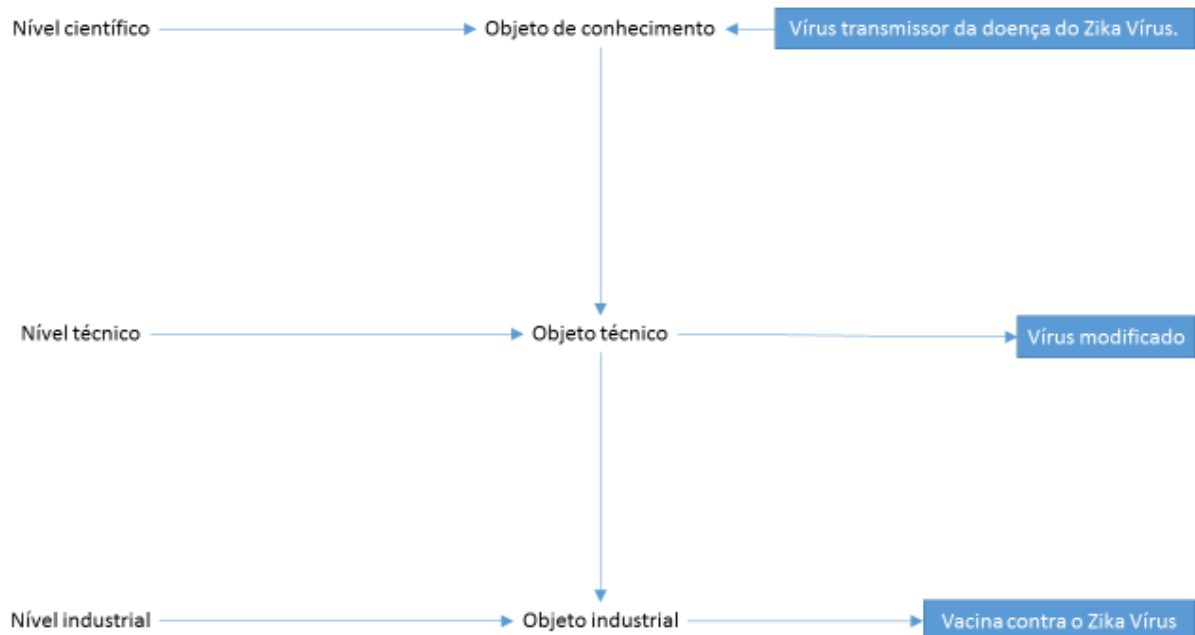 Nível científico
Objeto de conhecimento
Vírus transmissor da doença do Zika Vírus.
Nível técnico
Objeto técnico
Vírus modificado
Nível industrial
Objeto industrial
Vacina contra o Zika Vírus